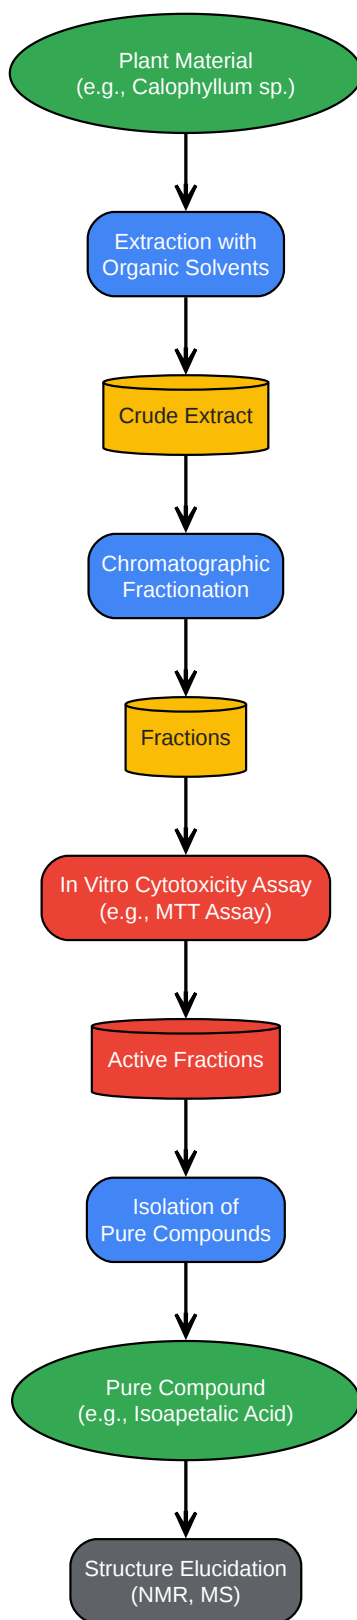 Plant Material
(e.g., Calophyllum sp.)
Extraction with
Organic Solvents
Crude Extract
Chromatographic
Fractionation
Fractions
In Vitro Cytotoxicity Assay
(e.g., MTT Assay)
Active Fractions
Isolation of
Pure Compounds
Pure Compound
(e.g., Isoapetalic Acid)
Structure Elucidation
(NMR, MS)